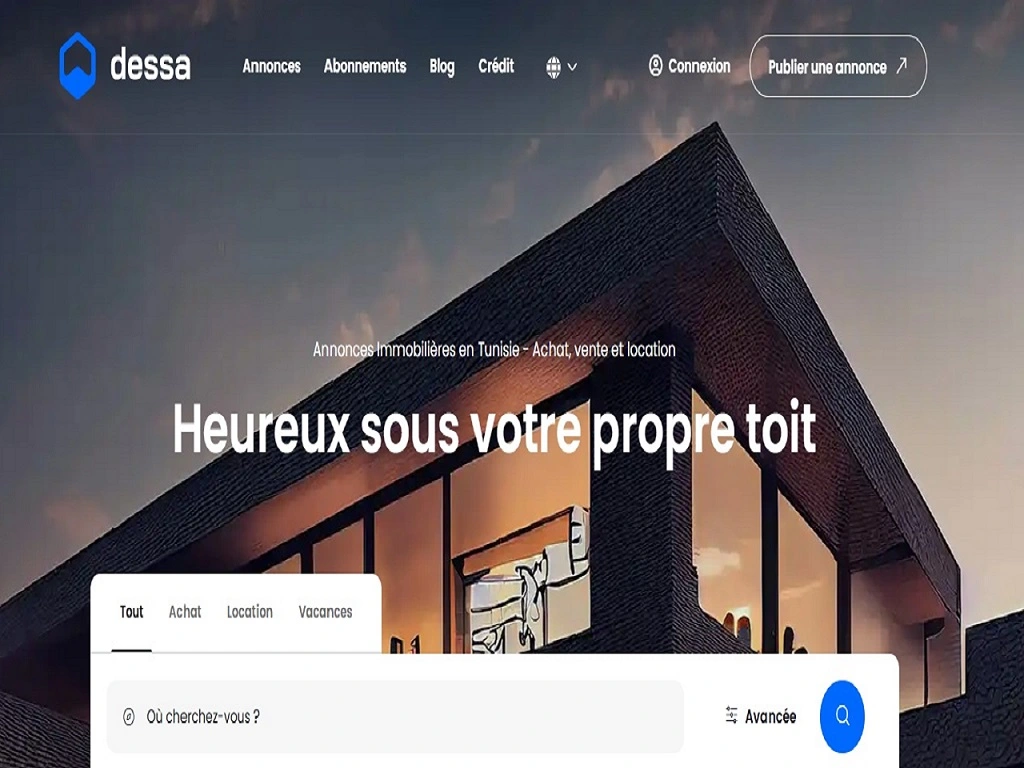 dessa
Annonces Abonnements Blog Crédit Connexion Publier une annonce
Annonces Immobilières en Tunisie - Achat, vente et location
Heureux sous votre propre toit
Tout Achat Location Vacances
Où cherchez-vous ? Avancée